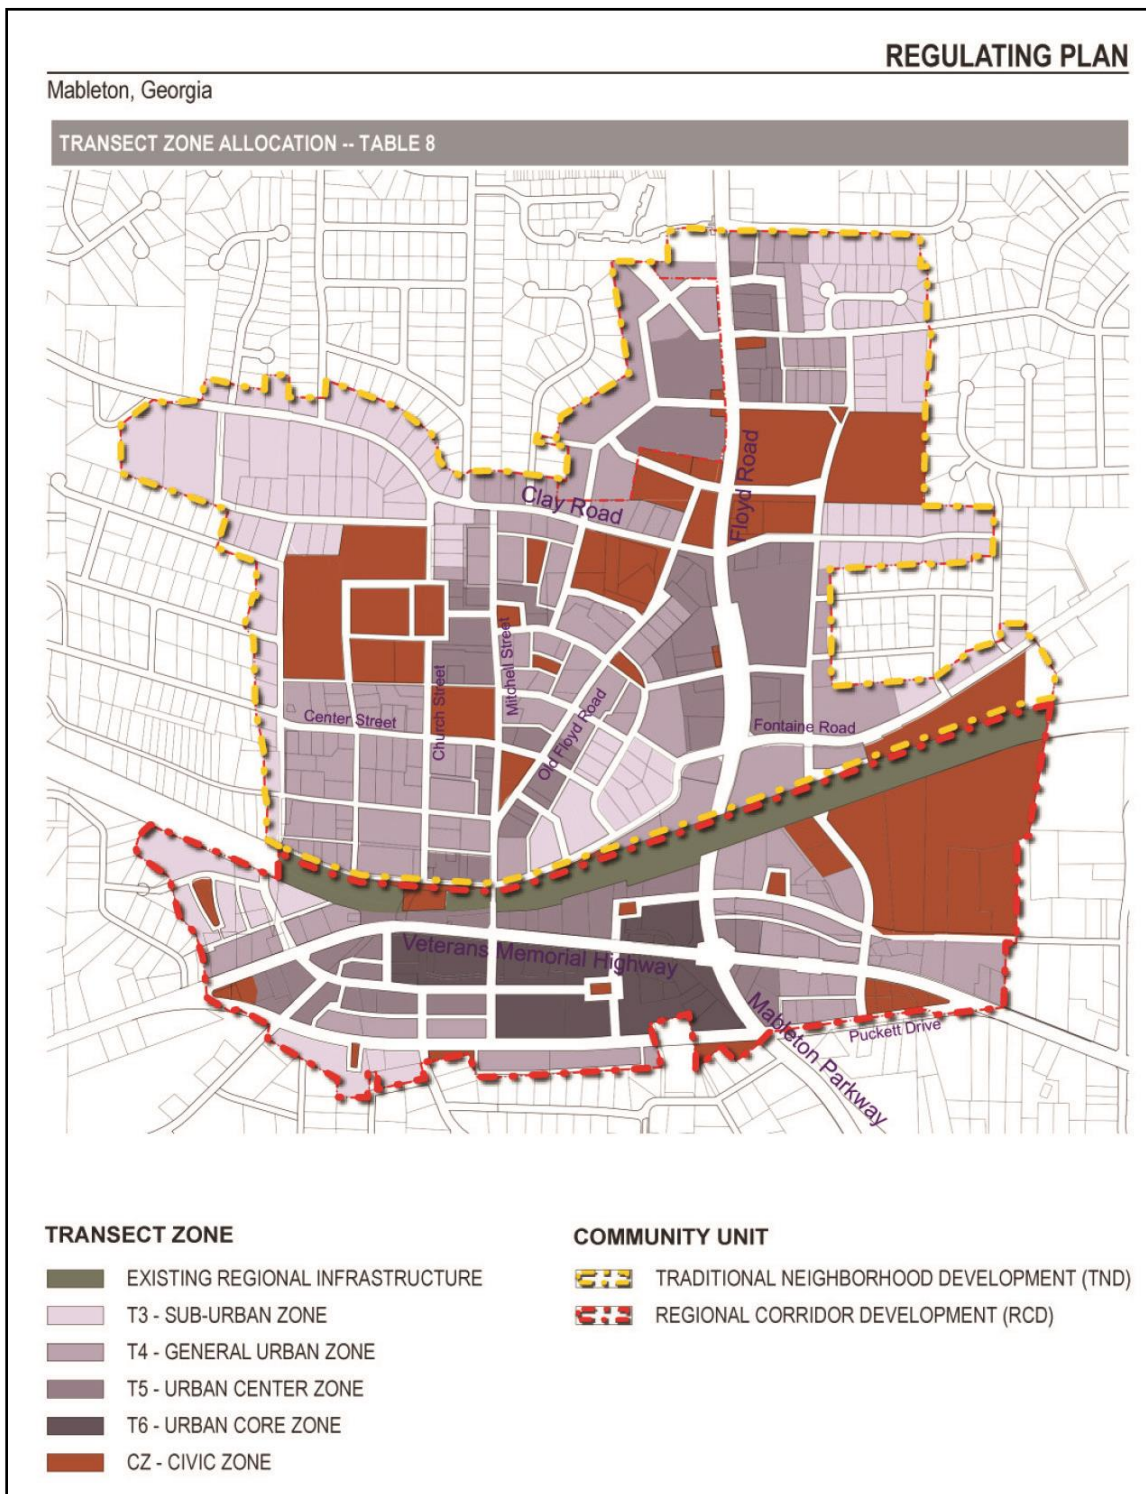 REGULATING PLAN
Mableton, Georgia
TRANSECT ZONE ALLOCATION -- TABLE 8
Clay Road
Floyd Road
Mitchell Street
Church Street
Center Street
Old Floyd Road
Fontaine Road
Veterans Memorial Highway
Mableton Parkway
Puckett Drive
TRANSECT ZONE
EXISTING REGIONAL INFRASTRUCTURE
T3 - SUB-URBAN ZONE
T4 - GENERAL URBAN ZONE
T5 - URBAN CENTER ZONE
T6 - URBAN CORE ZONE
CZ - CIVIC ZONE
COMMUNITY UNIT
TRADITIONAL NEIGHBORHOOD DEVELOPMENT (TND)
REGIONAL CORRIDOR DEVELOPMENT (RCD)